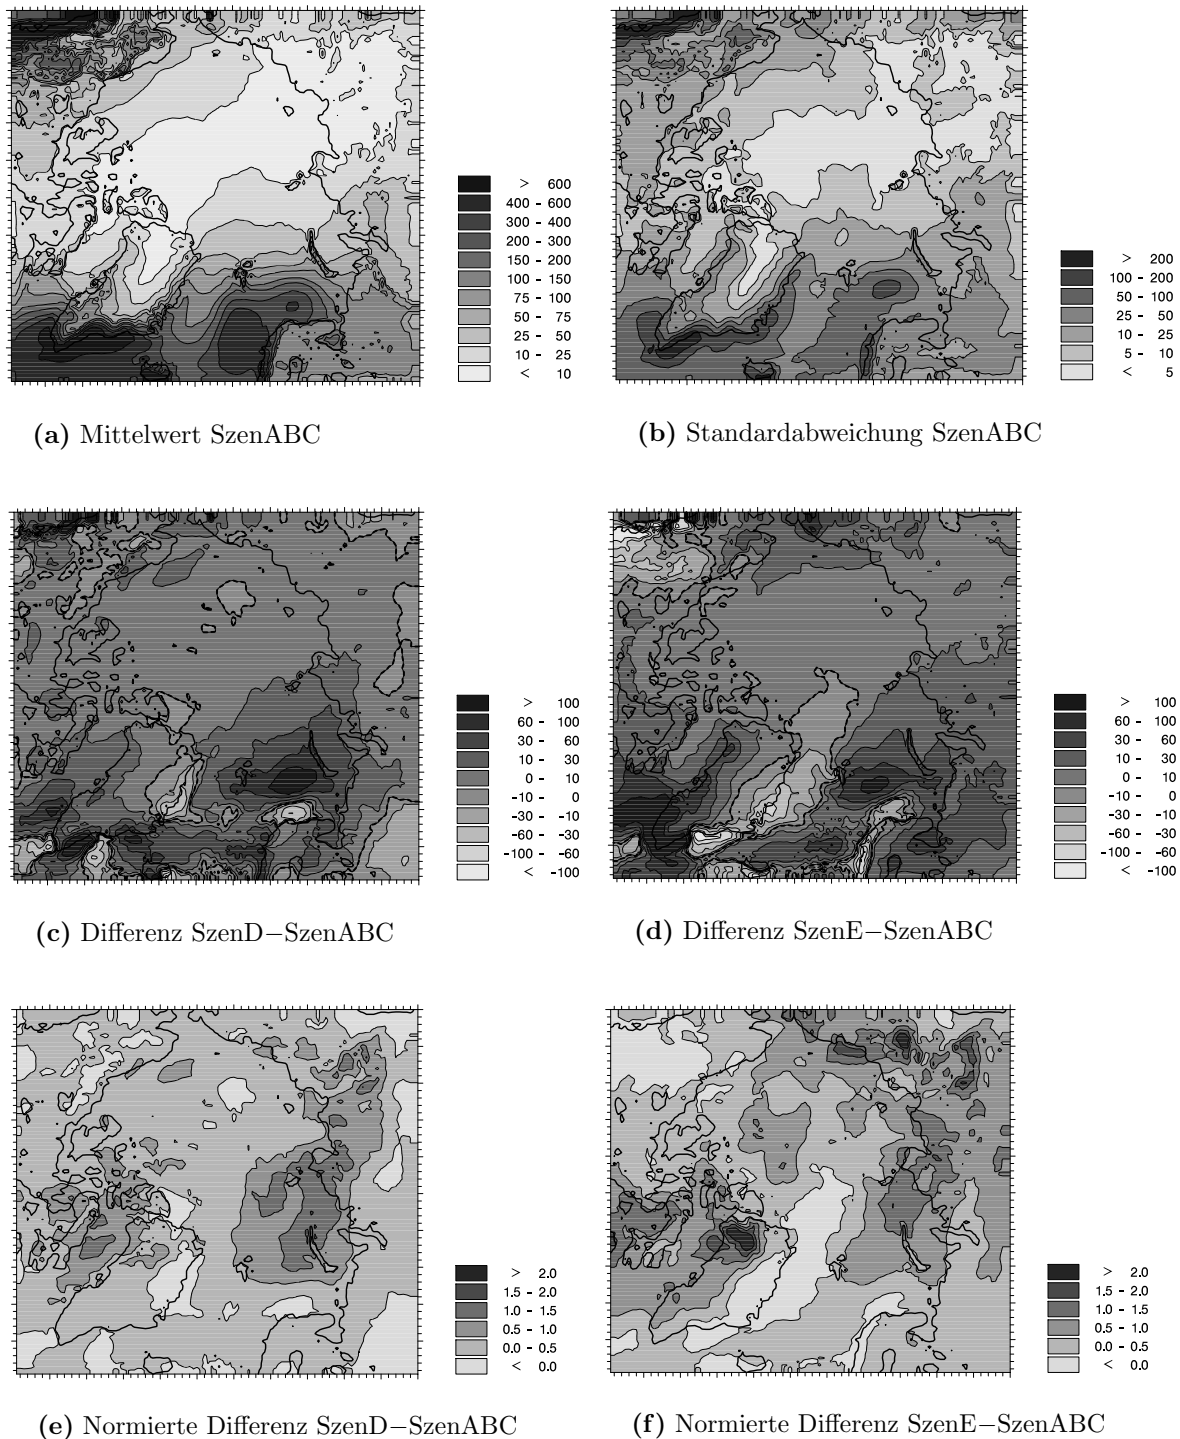 > 600
400 - 600
300 - 400
200 - 300
150 - 200
100 - 150
75 - 100
50 - 75
25 - 50
10 - 25
< 10
> 200
100 - 200
50 - 100
25 - 50
10 - 25
5 - 10
< 5
(a) Mittelwert SzenABC
(b) Standardabweichung SzenABC
> 100
60 - 100
30 - 60
10 - 30
0 - 10
-10 - 0
-30 - -10
-60 - -30
-100 - -60
< -100
> 100
60 - 100
30 - 60
10 - 30
0 - 10
-10 - 0
-30 - -10
-60 - -30
-100 - -60
< -100
(c) Differenz SzenD−SzenABC
(d) Differenz SzenE−SzenABC
> 2.0
1.5 - 2.0
1.0 - 1.5
0.5 - 1.0
0.0 - 0.5
< 0.0
> 2.0
1.5 - 2.0
1.0 - 1.5
0.5 - 1.0
0.0 - 0.5
< 0.0
(e) Normierte Differenz SzenD−SzenABC
(f) Normierte Differenz SzenE−SzenABC